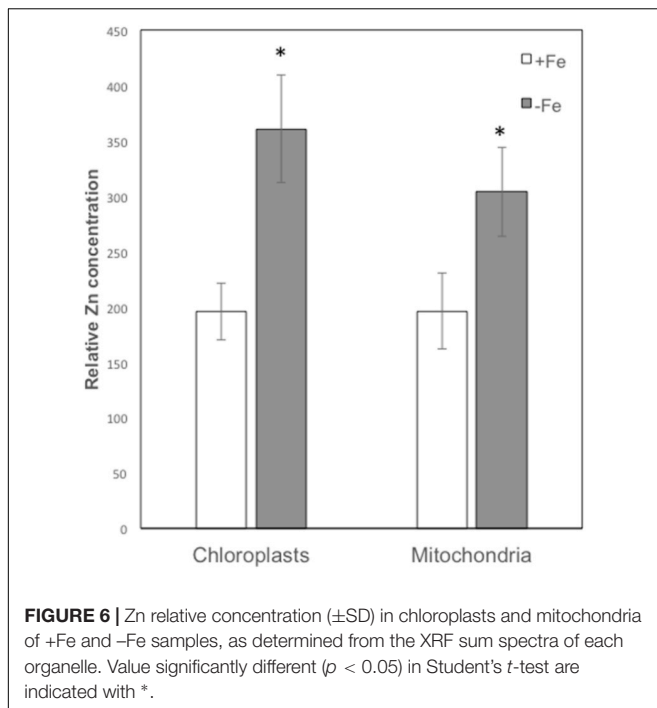 450
400
350
300
250
200
150
100
50
0
Relative Zn concentration
* *
+Fe
-Fe
Chloroplasts Mitochondria
FIGURE 6 | Zn relative concentration (±SD) in chloroplasts and mitochondria
of +Fe and –Fe samples, as determined from the XRF sum spectra of each
organelle. Value significantly different (p < 0.05) in Student's t-test are
indicated with *.